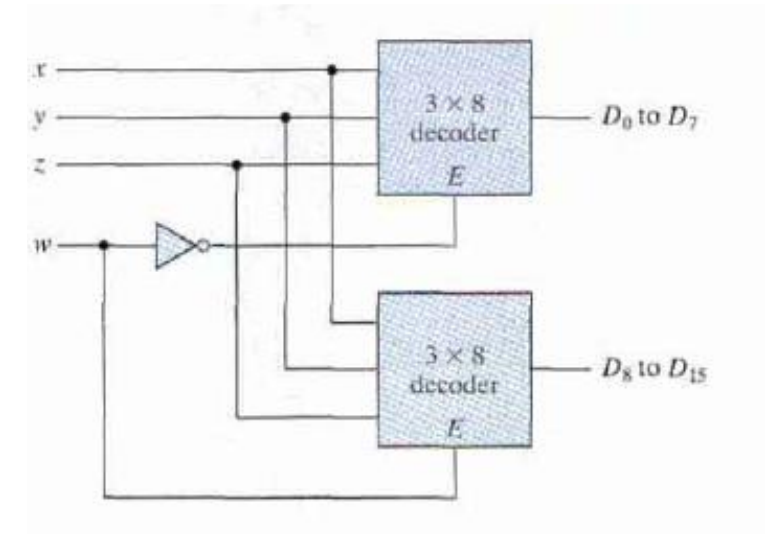 x
3 × 8
decoder
y
D₀ to D₇
z
E
w
3 × 8
decoder
D₈ to D₁₅
E